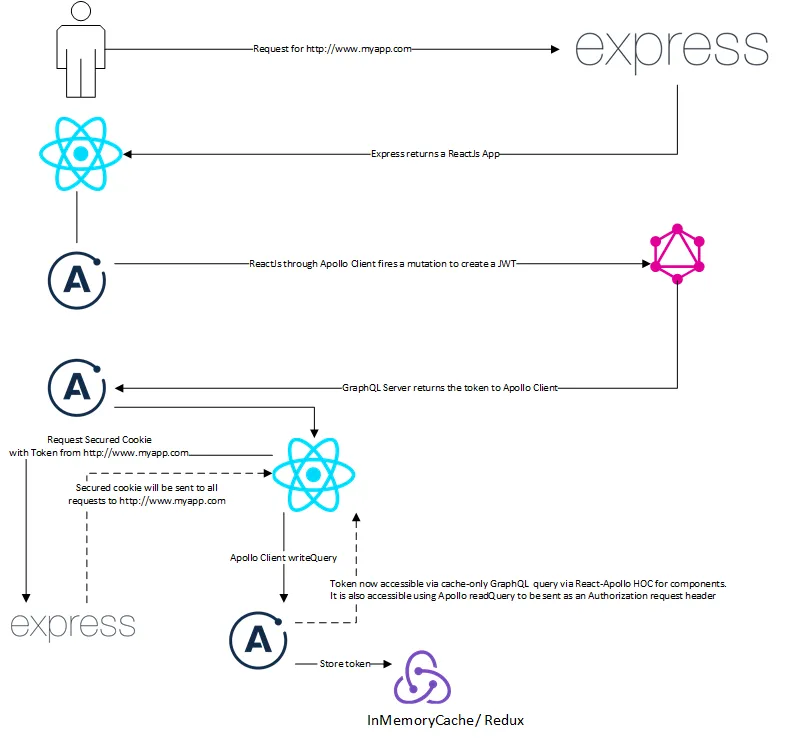 Request for http://www.myapp.com
express
Express returns a ReactJs App
ReactJs through Apollo Client fires a mutation to create a JWT
A
GraphQL Server returns the token to Apollo Client
A
Request Secured Cookie
with Token from http://www.myapp.com
Secured cookie will be sent to all
requests to http://www.myapp.com
Apollo Client writeQuery
Token now accessible via cache-only GraphQL query via React-Apollo HOC for components.
It is also accessible using Apollo readQuery to be sent as an Authorization request header
express
A
Store token
InMemoryCache/ Redux